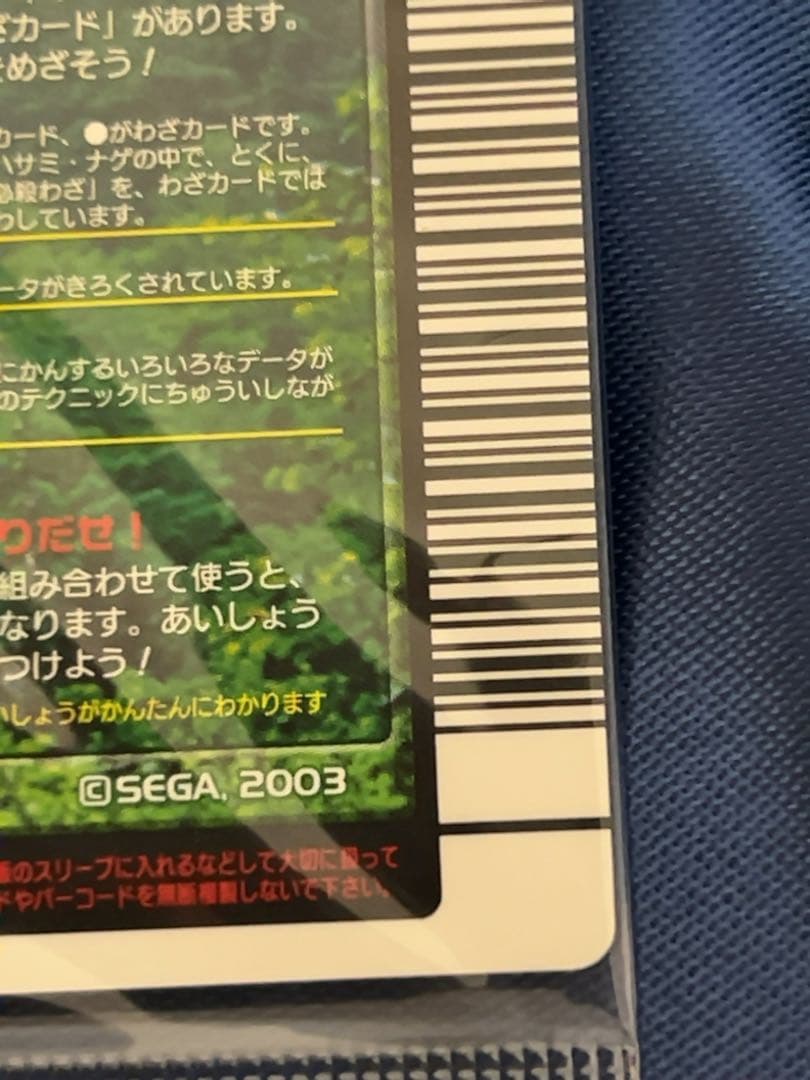 ざカード」があります。
をめざそう！
カード、●がわざカードです。
ハサミ・ナゲの中で、とくに、
必殺わざ」を、わざカードでは
わしています。
ータがきろくされています。
にかんするいろいろなデータが
のテクニックにちゅういしなが
りだせ！
組み合わせて使うと、
なります。あいしょう
つけよう！
いしょうがかんたんにわかります
©SEGA, 2003
のスリーブに入れるなどして大切に扱って
ドやバーコードを無断複製しないで下さい。